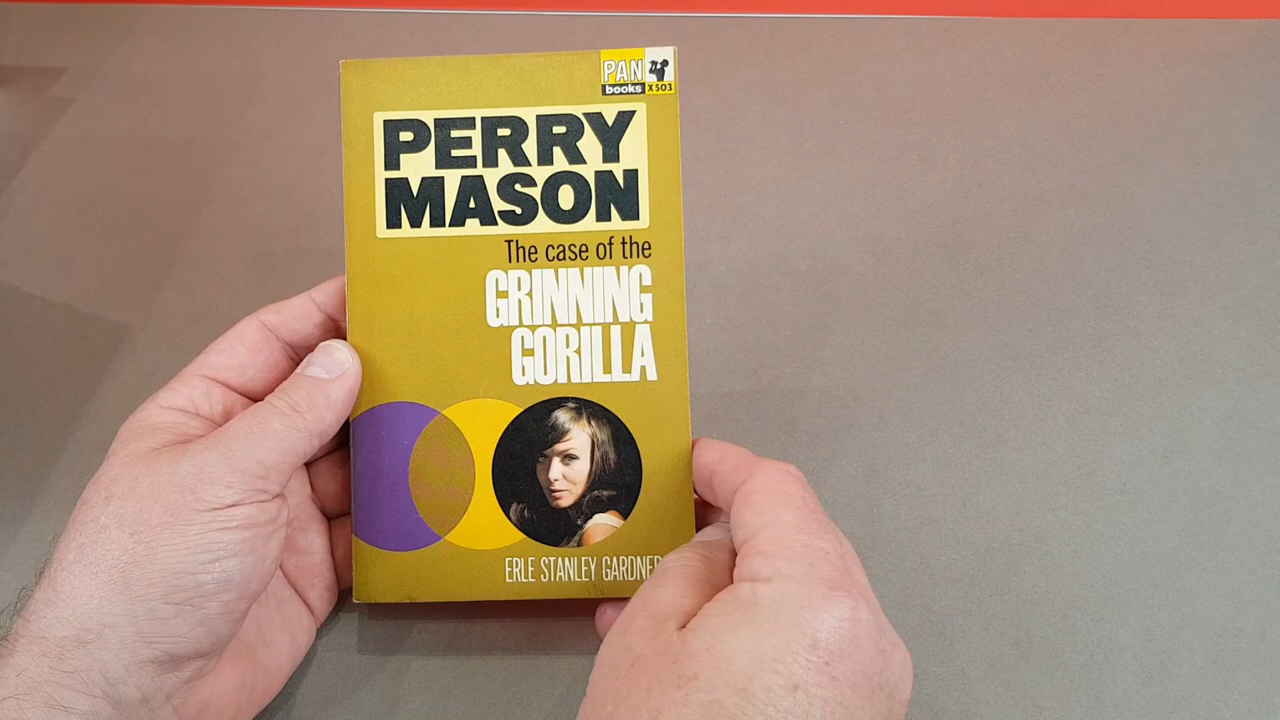 PAN
books X503
PERRY
MASON
The case of the
GRINNING
GORILLA
ERLE STANLEY GARDNER